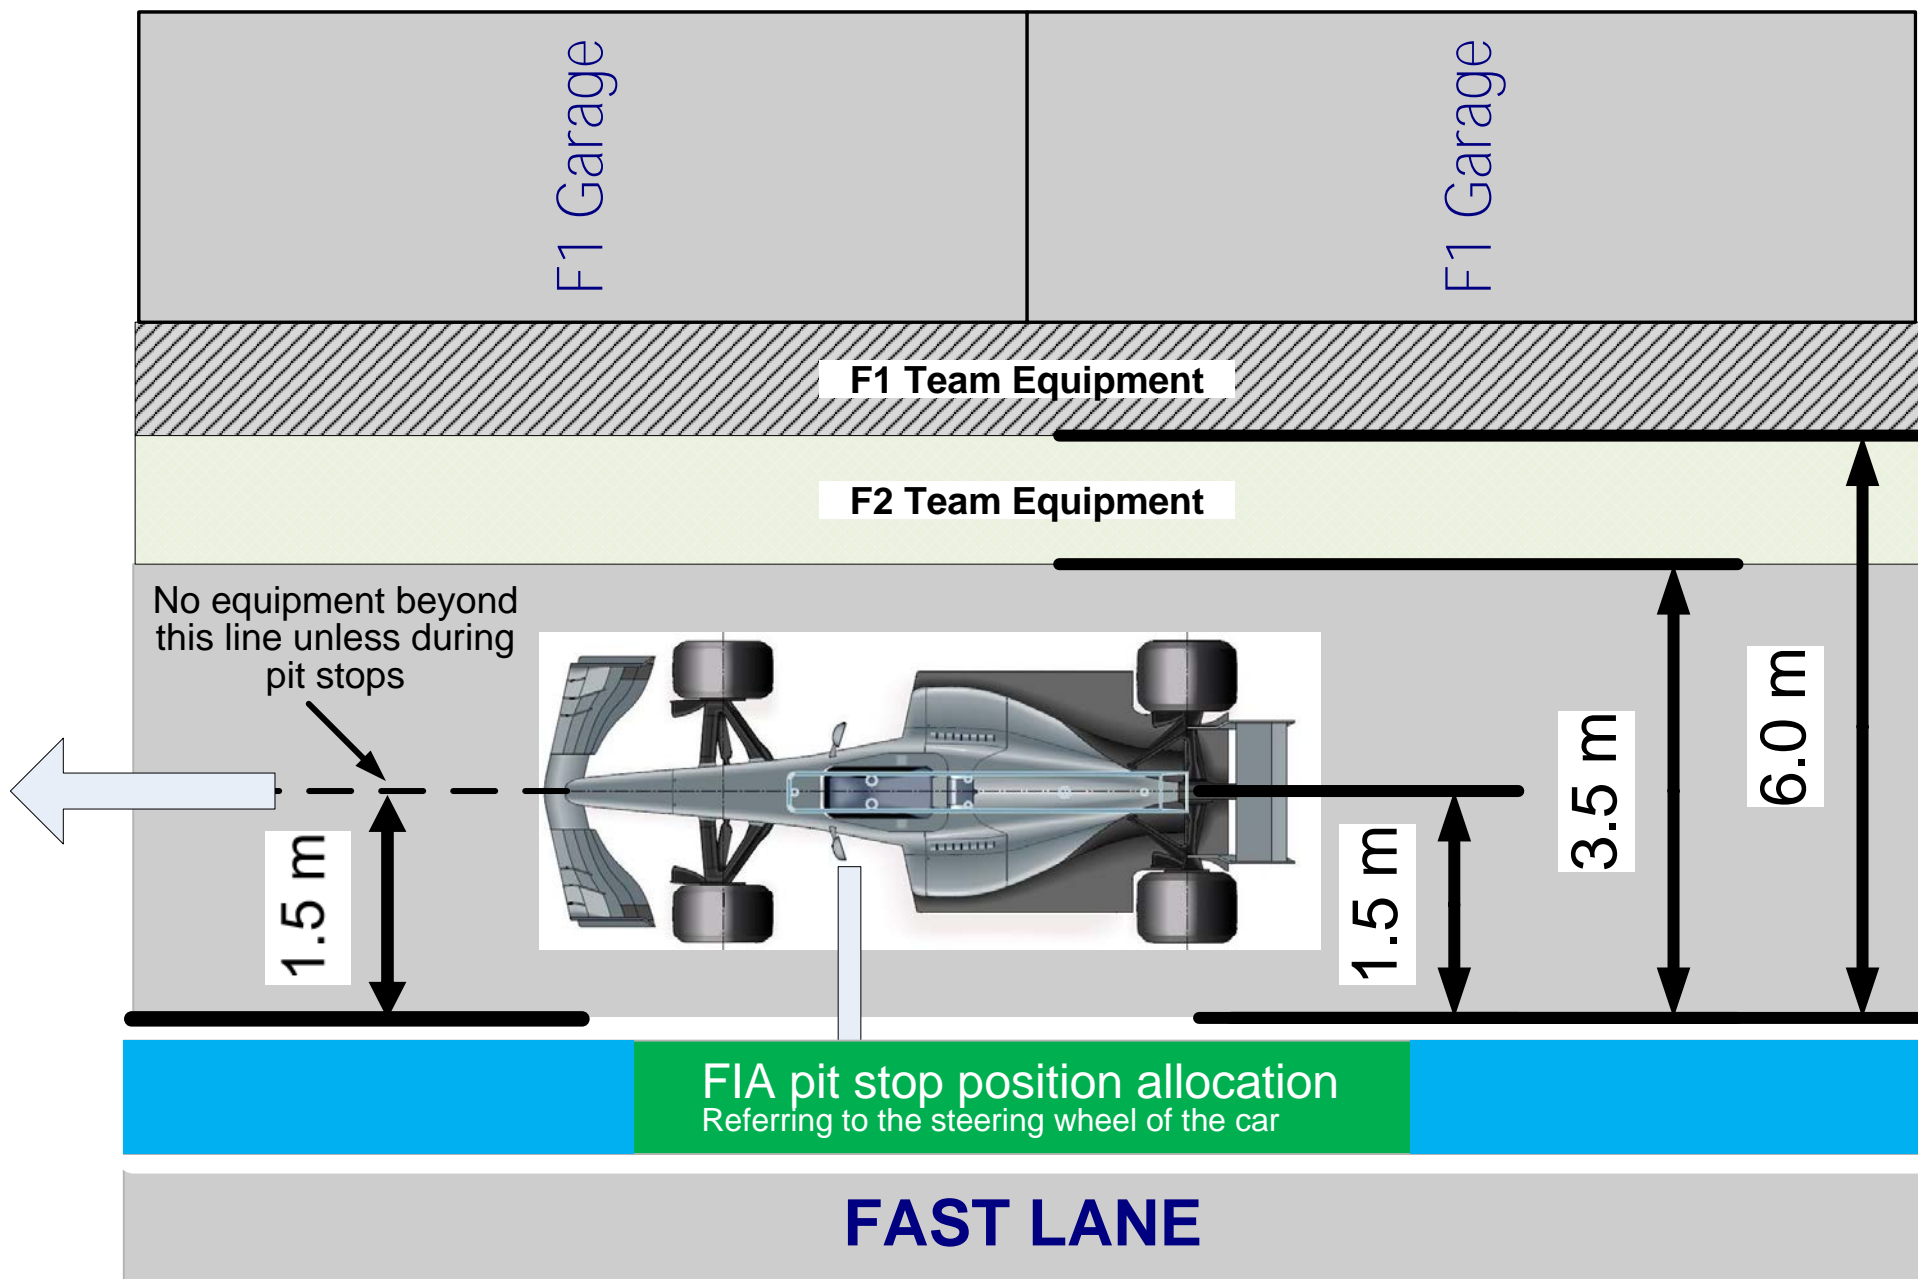 F1 Garage
F1 Garage
F1 Team Equipment
F2 Team Equipment
No equipment beyond
this line unless during
pit stops
1.5 m
1.5 m
3.5 m
6.0 m
FIA pit stop position allocation
Referring to the steering wheel of the car
FAST LANE